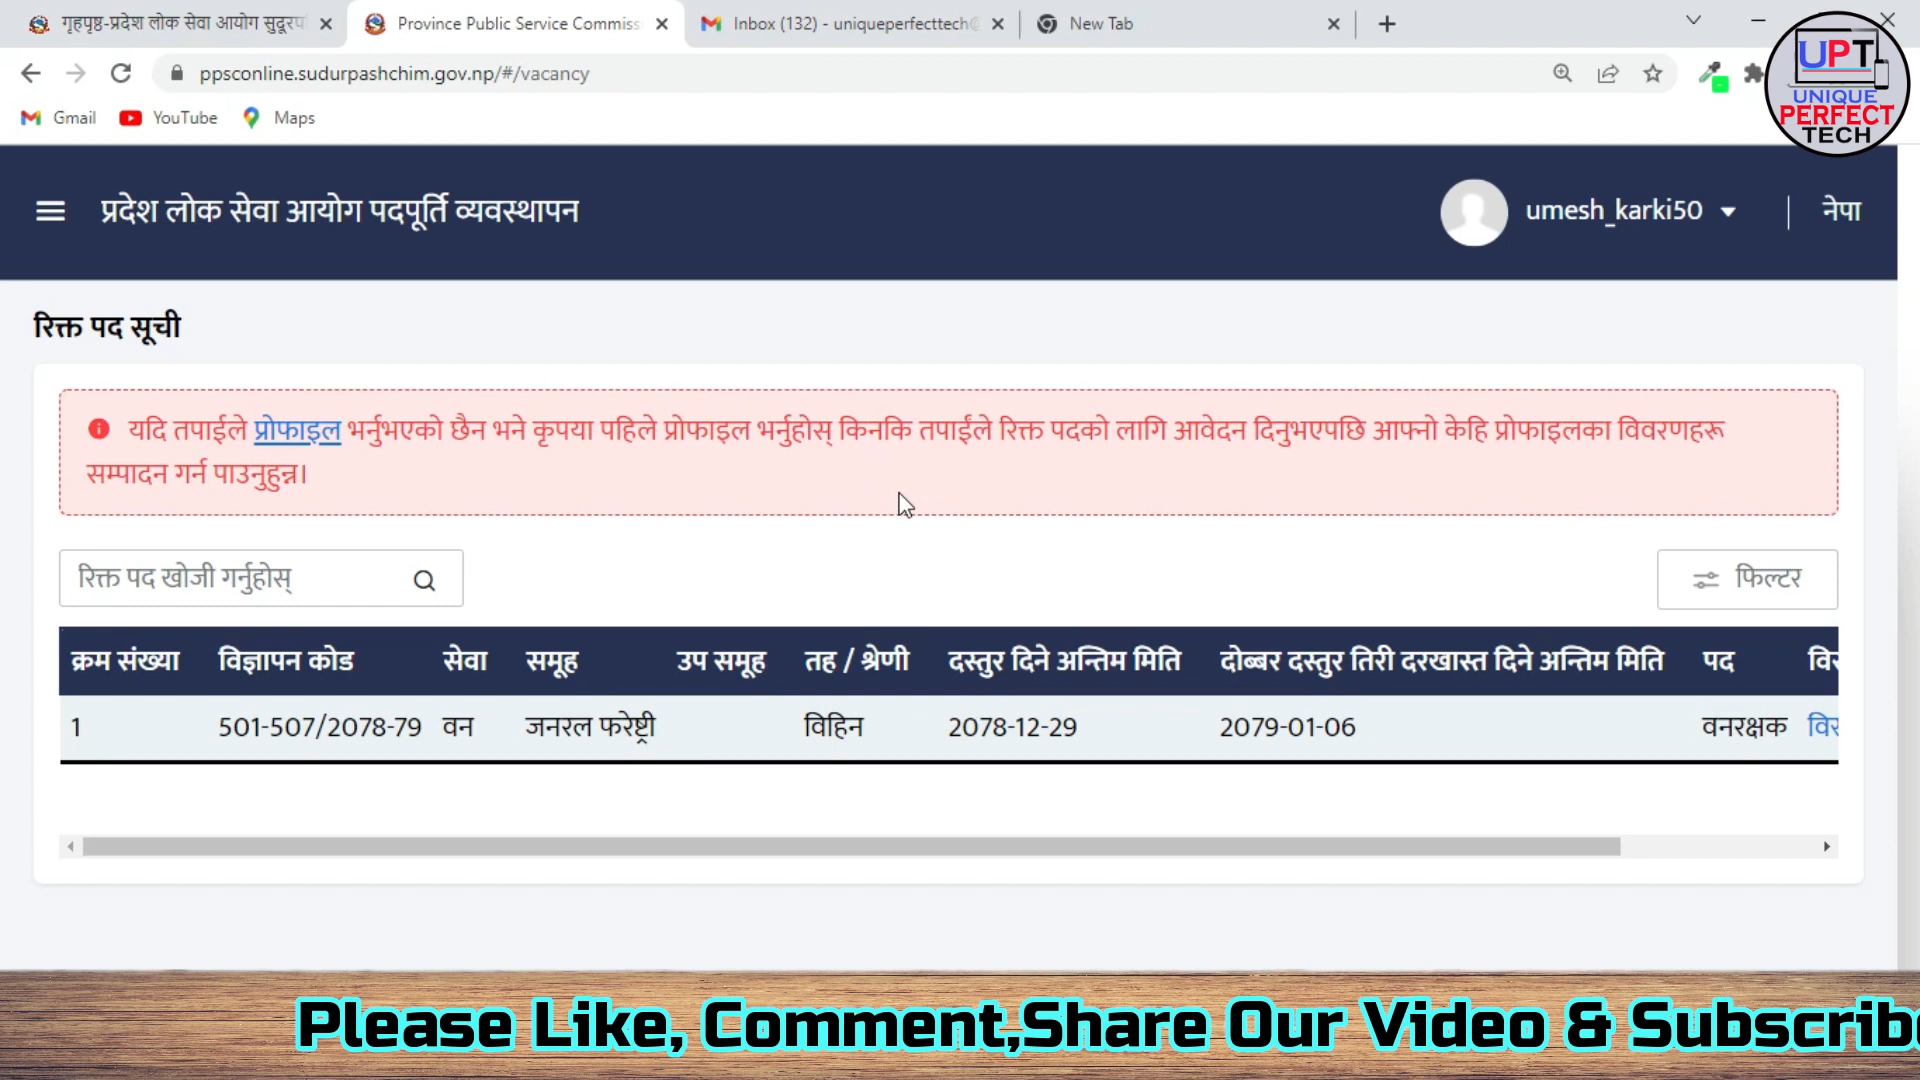 गृहपृष्ठ-प्रदेश लोक सेवा आयोग सुदूरप
Province Public Service Commiss
Inbox (132) - uniqueperfecttech@
New Tab
ppsconline.sudurpashchim.gov.np/#/vacancy
Gmail
YouTube
Maps
UPT
UNIQUE
PERFECT
TECH
प्रदेश लोक सेवा आयोग पदपूर्ति व्यवस्थापन
umesh_karki50
नेपा
रिक्त पद सूची
यदि तपाईले प्रोफाइल भर्नुभएको छैन भने कृपया पहिले प्रोफाइल भर्नुहोस् किनकि तपाईंले रिक्त पदको लागि आवेदन दिनुभएपछि आफ्नो केहि प्रोफाइलका विवरणहरू
सम्पादन गर्न पाउनुहुन्न।
रिक्त पद खोजी गर्नुहोस्
फिल्टर
क्रम संख्या विज्ञापन कोड सेवा समूह उप समूह तह / श्रेणी दस्तुर दिने अन्तिम मिति दोब्बर दस्तुर तिरी दरखास्त दिने अन्तिम मिति पद
1 501-507/2078-79 वन जनरल फरेष्ट्री विहिन 2078-12-29 2079-01-06 वनरक्षक
Please Like, Comment,Share Our Video & Subscribe